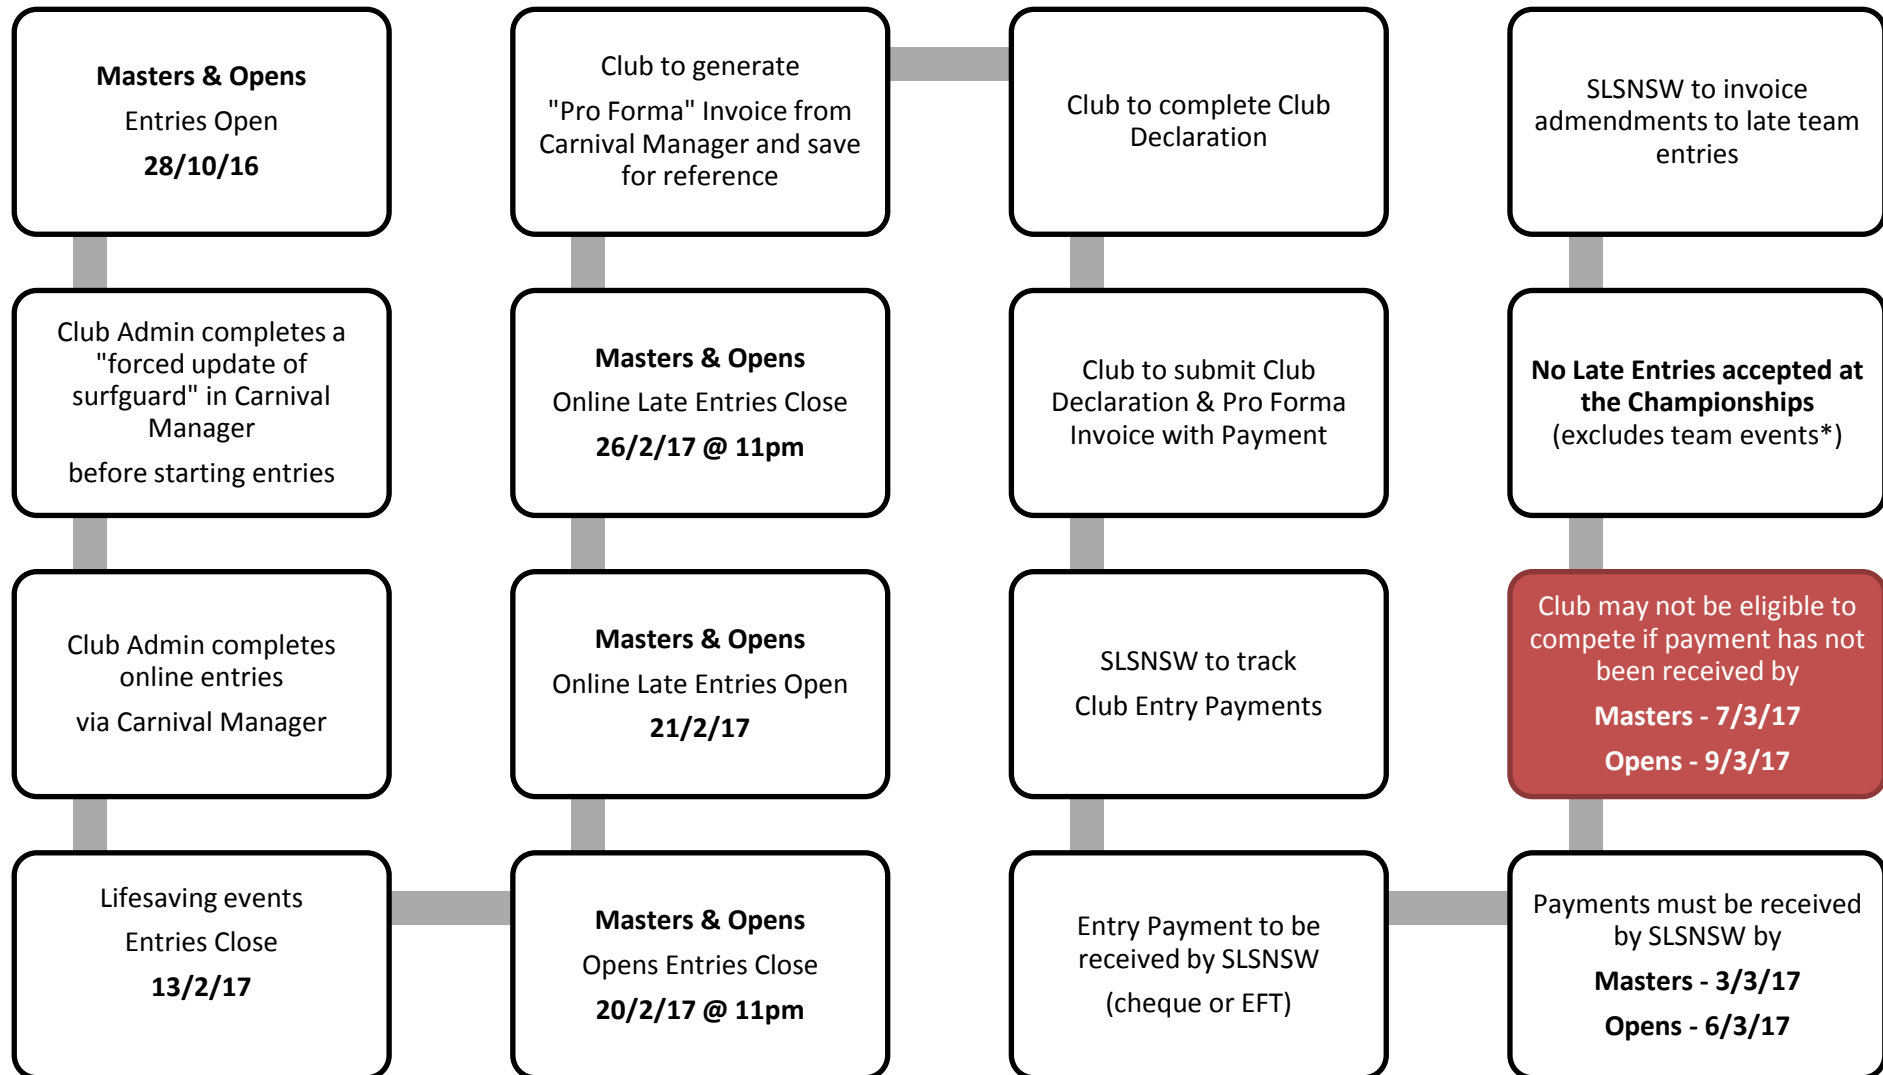 Masters & Opens
Entries Open
28/10/16
Club Admin completes a
"forced update of
surfguard" in Carnival
Manager
before starting entries
Club Admin completes
online entries
via Carnival Manager
Lifesaving events
Entries Close
13/2/17
Masters & Opens
Opens Entries Close
20/2/17 @ 11pm
Masters & Opens
Online Late Entries Open
21/2/17
Masters & Opens
Online Late Entries Close
26/2/17 @ 11pm
Club to generate
"Pro Forma" Invoice from
Carnival Manager and save
for reference
Club to complete Club
Declaration
Club to submit Club
Declaration & Pro Forma
Invoice with Payment
SLSNSW to track
Club Entry Payments
Entry Payment to be
received by SLSNSW
(cheque or EFT)
Payments must be received
by SLSNSW by
Masters - 3/3/17
Opens - 6/3/17
Club may not be eligible to
compete if payment has not
been received by
Masters - 7/3/17
Opens - 9/3/17
No Late Entries accepted at
the Championships
(excludes team events*)
SLSNSW to invoice
admendments to late team
entries